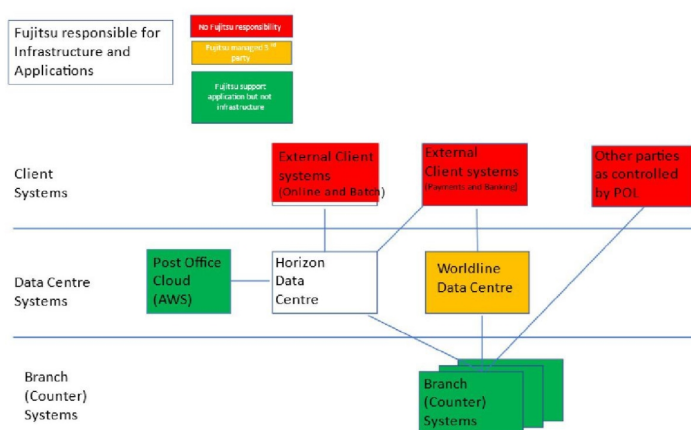 Fujitsu responsible for
Infrastructure and
Applications
No Fujitsu responsibility
Fujitsu managed 3rd
party
Fujitsu support
application but not
infrastructure
Client
Systems
External Client
systems
(Online and Batch)
External
Client systems
(Payments and Banking)
Other parties
as controlled
by POL
Data Centre
Systems
Post Office
Cloud
(AWS)
Horizon
Data
Centre
Worldline
Data Centre
Branch
(Counter)
Systems
Branch
(Counter)
Systems